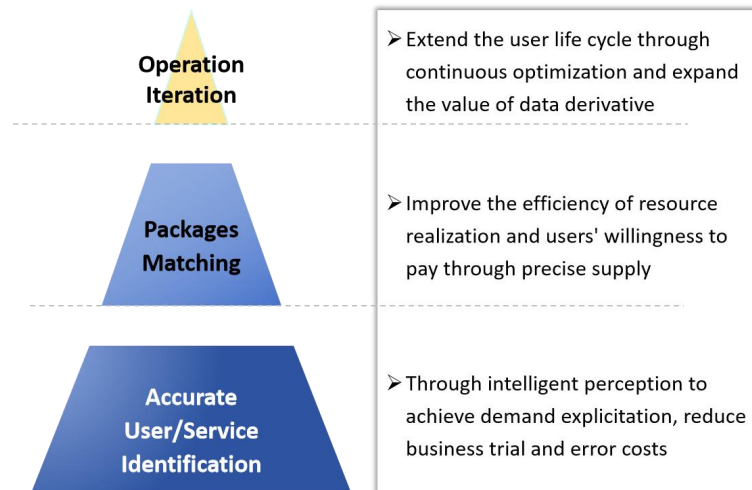 Operation
Iteration
➢ Extend the user life cycle through
continuous optimization and expand
the value of data derivative
Packages
Matching
➢ Improve the efficiency of resource
realization and users' willingness to
pay through precise supply
Accurate
User/Service
Identification
➢ Through intelligent perception to
achieve demand explicitation, reduce
business trial and error costs